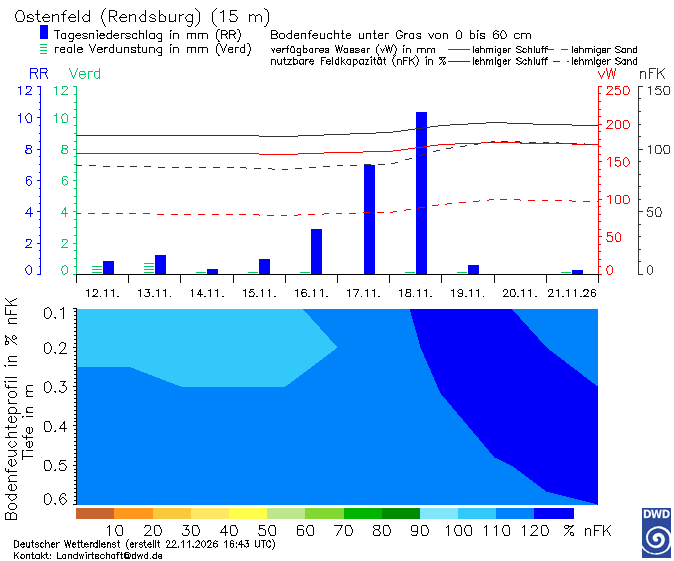 Ostenfeld (Rendsburg) (15 m)
Tagesniederschlag in mm (RR)
reale Verdunstung in mm (Verd)
Bodenfeuchte unter Gras von 0 bis 60 cm
verfügbares Wasser (vW) in mm lehmiger Schluff lehmiger Sand
nutzbare Feldkapazität (nFK) in % lehmiger Schluff lehmiger Sand
RR Verd vW nFK
12 12 250 150
10 10 200
8 8 150 100
6 6
4 4 100 50
2 2 50
0 0 0 0
12.11. 13.11. 14.11. 15.11. 16.11. 17.11. 18.11. 19.11. 20.11. 21.11.26
Bodenfeuchteprofil in % nFK
Tiefe in m
0.1
0.2
0.3
0.4
0.5
0.6
10 20 30 40 50 60 70 80 90 100 110 120 % nFK
Deutscher Wetterdienst (erstellt 22.11.2026 16:43 UTC)
Kontakt: Landwirtschaft@dwd.de
DWD